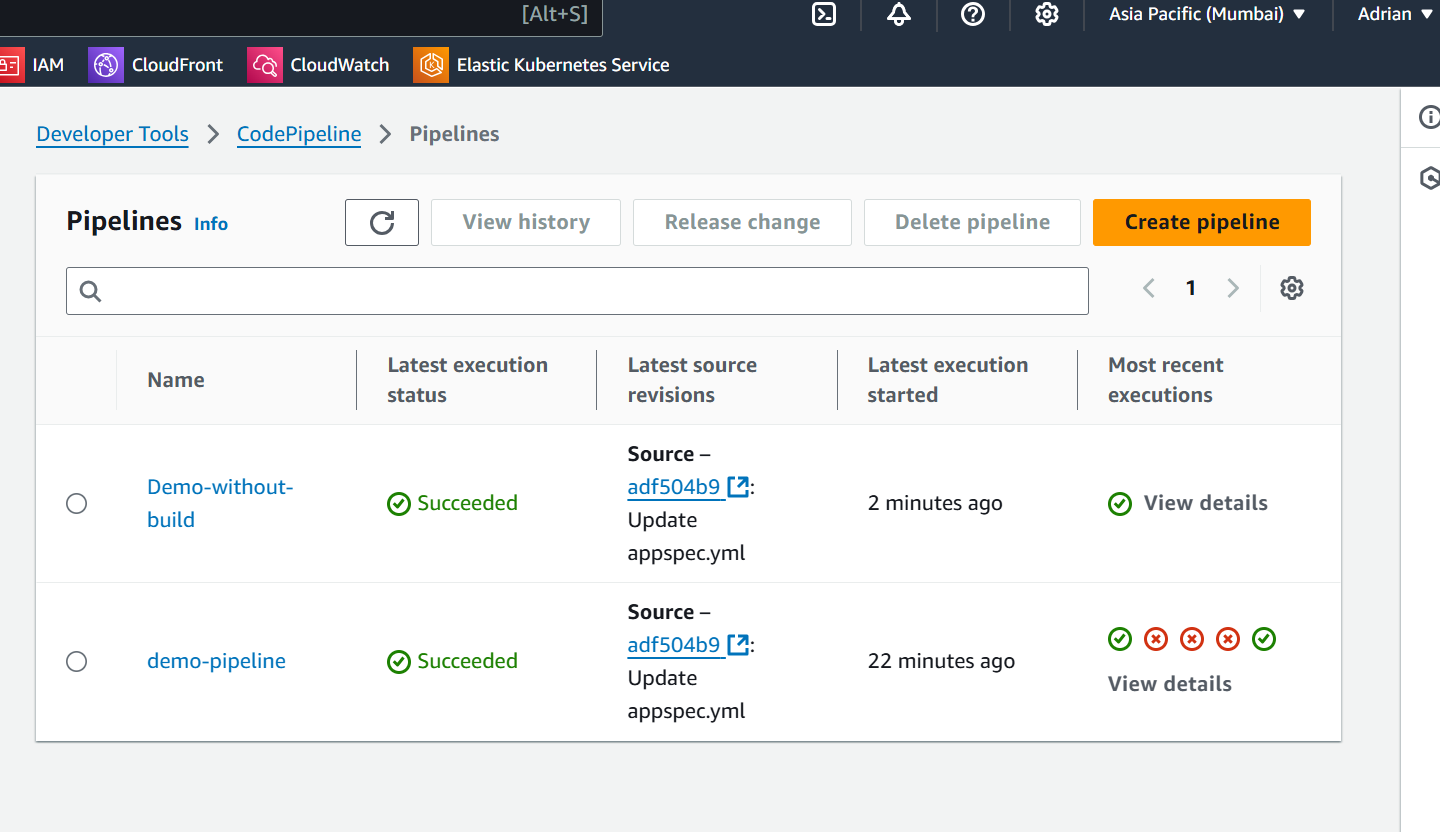 [Alt+S]
Asia Pacific (Mumbai)
Adrian
IAM
CloudFront
CloudWatch
Elastic Kubernetes Service
Developer Tools
CodePipeline
Pipelines
Pipelines
Info
View history
Release change
Delete pipeline
Create pipeline
1
Name
Latest execution
status
Latest source
revisions
Latest execution
started
Most recent
executions
Demo-without-
build
Succeeded
Source –
adf504b9 :
Update
appspec.yml
2 minutes ago
View details
demo-pipeline
Succeeded
Source –
adf504b9 :
Update
appspec.yml
22 minutes ago
View details